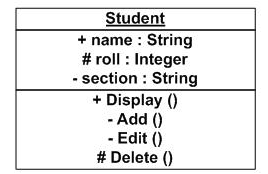 Student
+ name : String
# roll : Integer
- section : String
+ Display ()
- Add ()
- Edit ()
# Delete ()